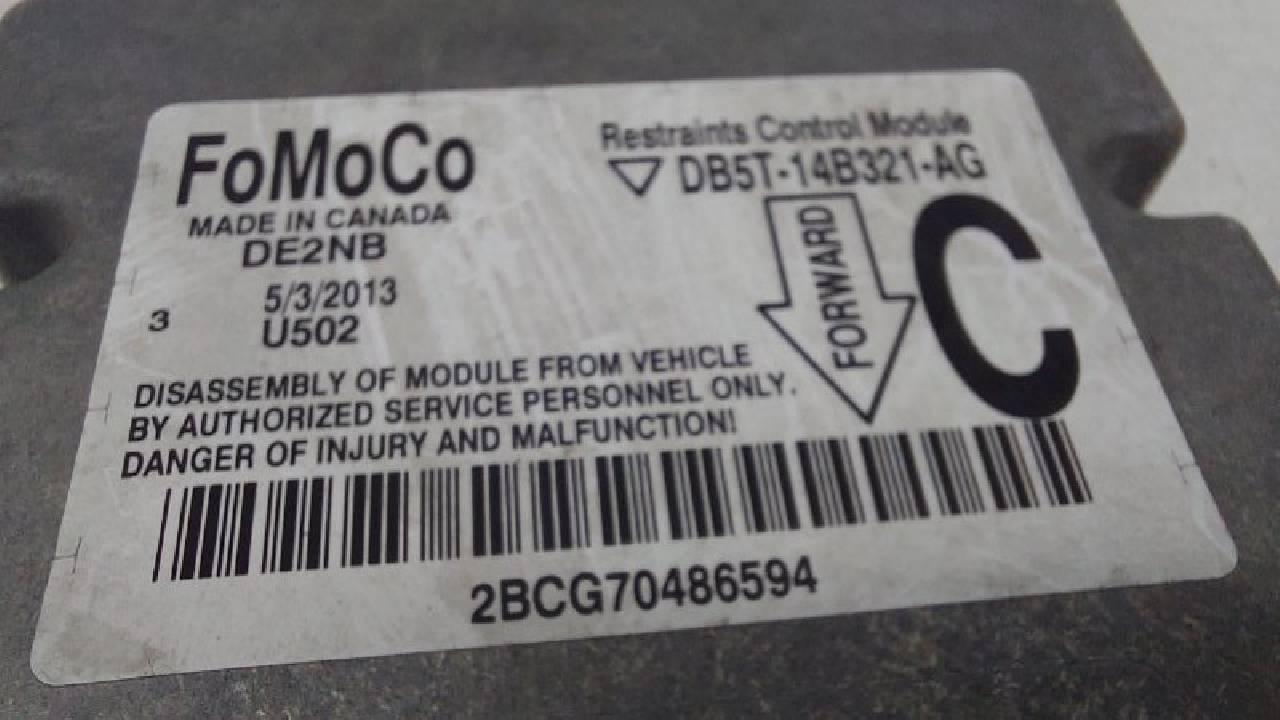 FoMoCo
MADE IN CANADA
DE2NB
5/3/2013
3
U502
Restraints Control Module
DB5T-14B321-AG
FORWARD
C
DISASSEMBLY OF MODULE FROM VEHICLE
BY AUTHORIZED SERVICE PERSONNEL ONLY.
DANGER OF INJURY AND MALFUNCTION!
2BCG70486594